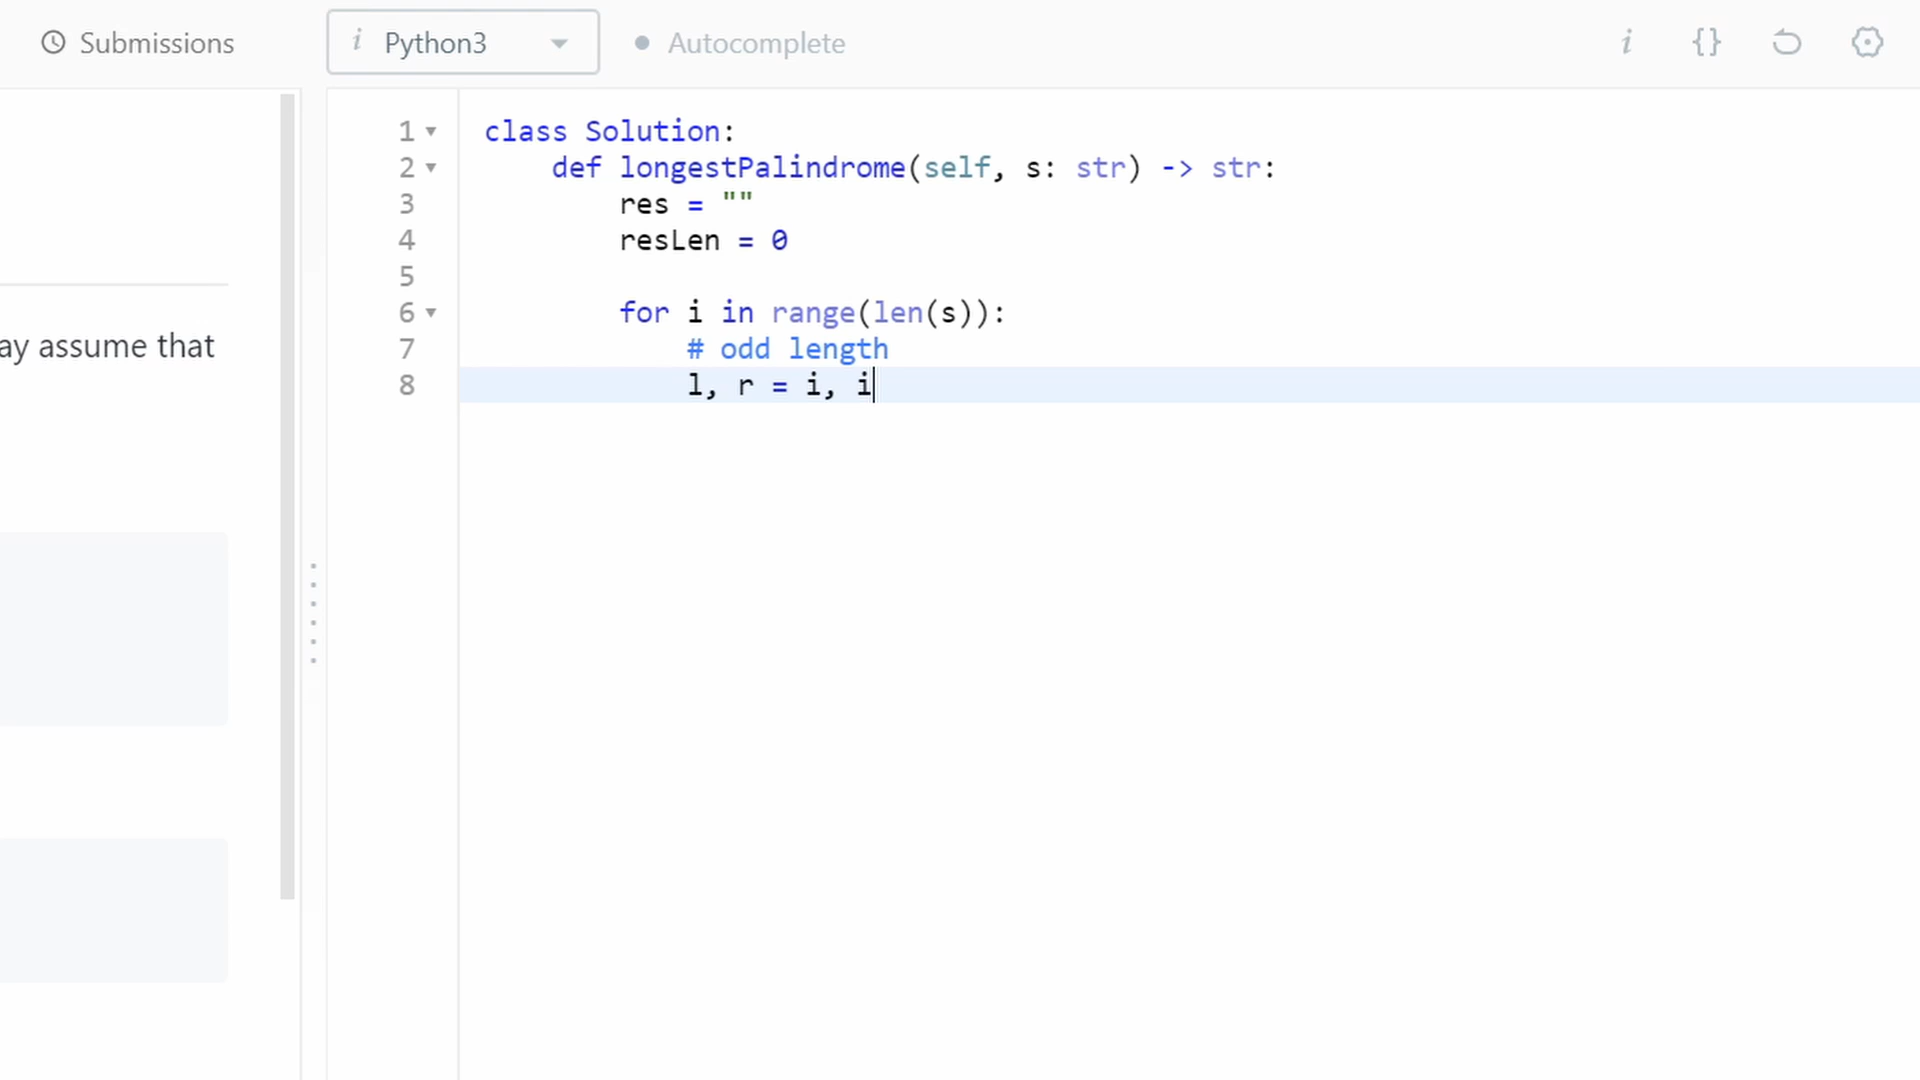 Submissions
i Python3
Autocomplete
i {}
ay assume that
1 class Solution:
2 def longestPalindrome(self, s: str) -> str:
3 res = ""
4 resLen = 0
5
6 for i in range(len(s)):
7 # odd length
8 l, r = i, i